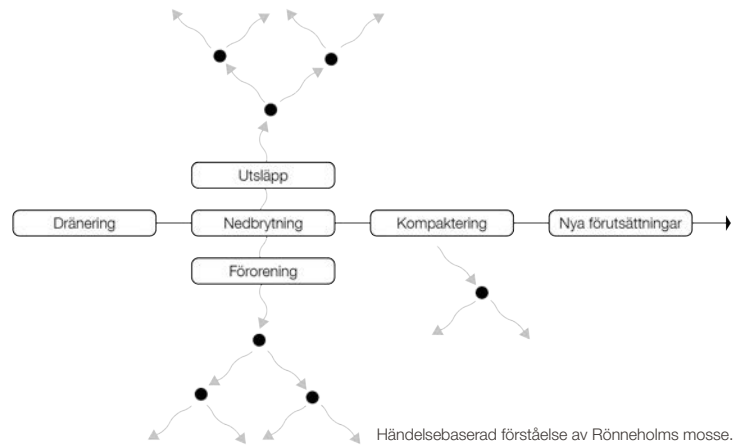 Utsläpp
Dränering
Nedbrytning
Kompaktering
Nya förutsättningar
Förorening
Händelsebaserad förståelse av Rönneholms mosse.